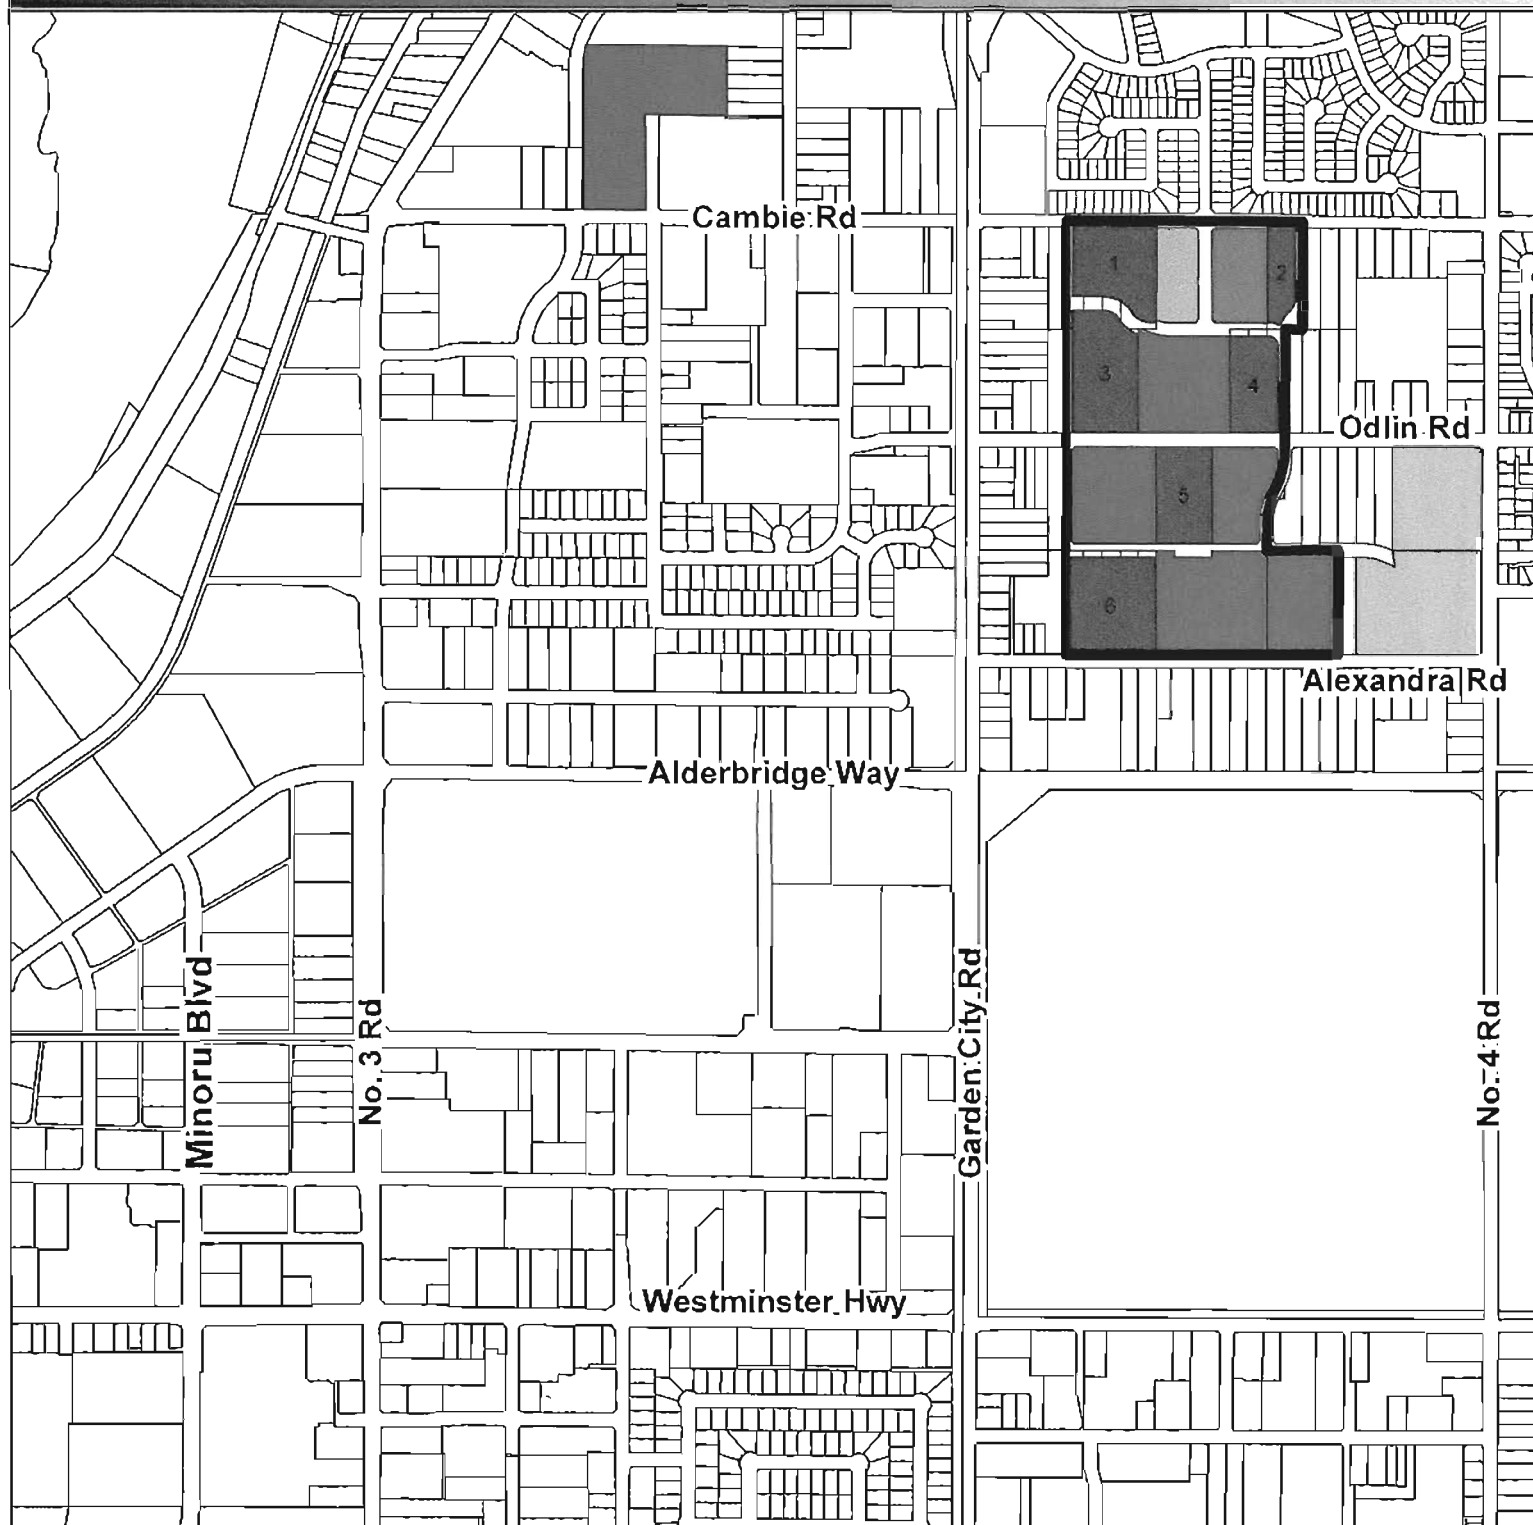 Cambie Rd
1
2
3
4
Odlin Rd
5
6
Alexandra Rd
Alderbridge Way
Minoru Blvd
No. 3 Rd
Garden City Rd
No. 4 Rd
Westminster Hwy